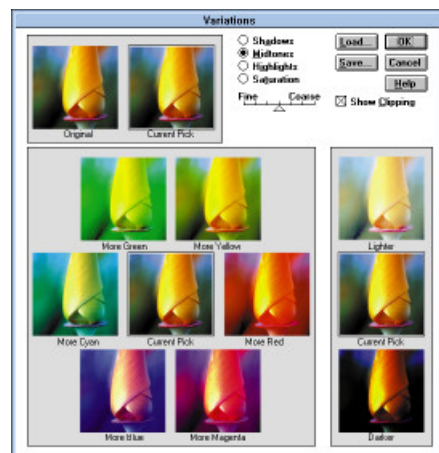 Variations
Shadows
Midtones
Highlights
Saturation
Fine Coarse
Load...
OK
Save...
Cancel
Help
Show Clipping
Original
Current Pick
More Green
More Yellow
Lighter
More Cyan
Current Pick
More Red
Current Pick
More Blue
More Magenta
Darker